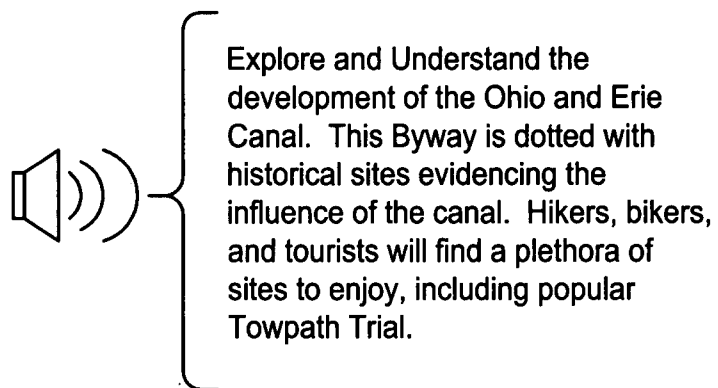 Explore and Understand the
development of the Ohio and Erie
Canal.  This Byway is dotted with
historical sites evidencing the
influence of the canal.  Hikers, bikers,
and tourists will find a plethora of
sites to enjoy, including popular
Towpath Trial.